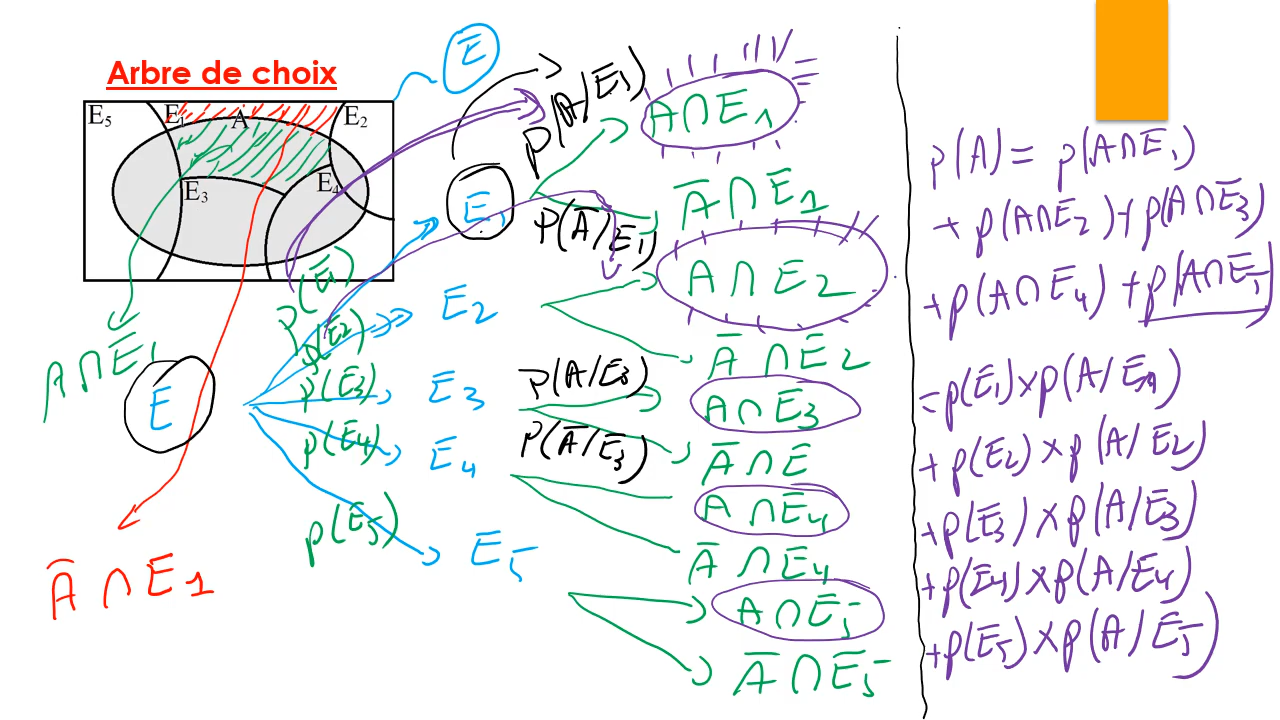 Arbre de choix
E
E₅
E₁
A
E₂
E₃
E₄
A∩E₁
Ā∩E1
E
p(E₁)
p(E2)
p(E3)
p(E4)
p(E5)
E₁
E2
E3
E4
E5
p(A/E₁)
p(Ā/E1)
p(A/E3)
p(Ā/E3)
A∩E1
Ā∩E1
A∩E2
Ā∩E2
A∩E3
Ā∩E
A∩E4
Ā∩E4
A∩E5
Ā∩E5
p(A) = p(A∩E1)
+ p(A∩E2) + p(A∩E3)
+ p(A∩E4) + p(A∩E5)
= p(E1) × p(A/E1)
+ p(E2) × p(A/E2)
+ p(E3) × p(A/E3)
+ p(E4) × p(A/E4)
+ p(E5) × p(A/E5)